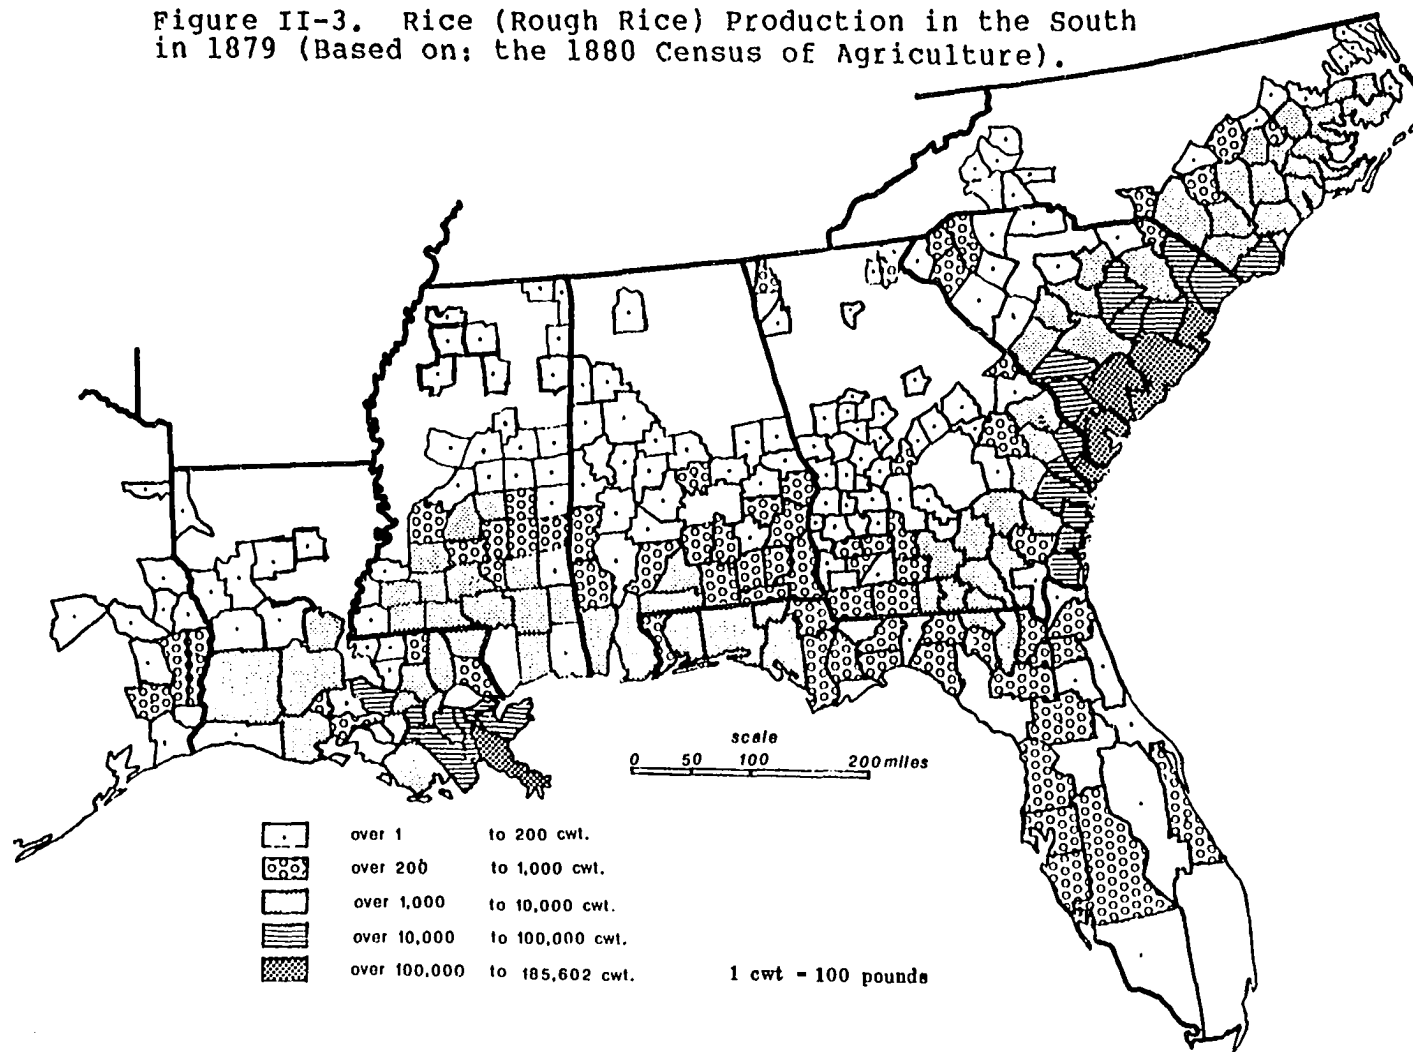 Figure II-3. Rice (Rough Rice) Production in the South
in 1879 (Based on: the 1880 Census of Agriculture).
scale
0 50 100 200 miles
over 1 to 200 cwt.
over 200 to 1,000 cwt.
over 1,000 to 10,000 cwt.
over 10,000 to 100,000 cwt.
over 100,000 to 185,602 cwt.
1 cwt = 100 pounds